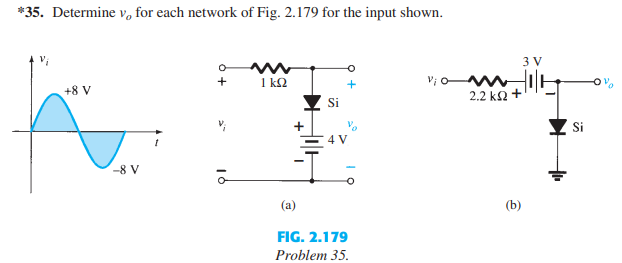 *35. Determine vo for each network of Fig. 2.179 for the input shown.
vi
+8 V
-8 V
t
+
1 kΩ
+
Si
vi
+
4 V
vo
−
−
−
(a)
vi
2.2 kΩ
+
3 V
−
vo
Si
(b)
FIG. 2.179
Problem 35.